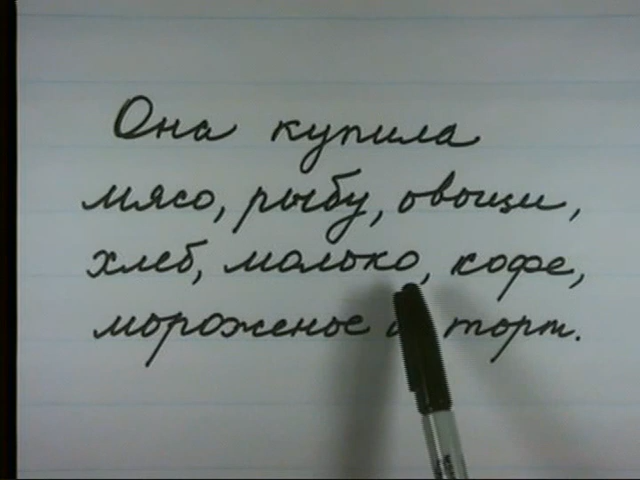 Она купила
мясо, рыбу, овощи,
хлеб, молоко, кофе,
мороженое и торт.